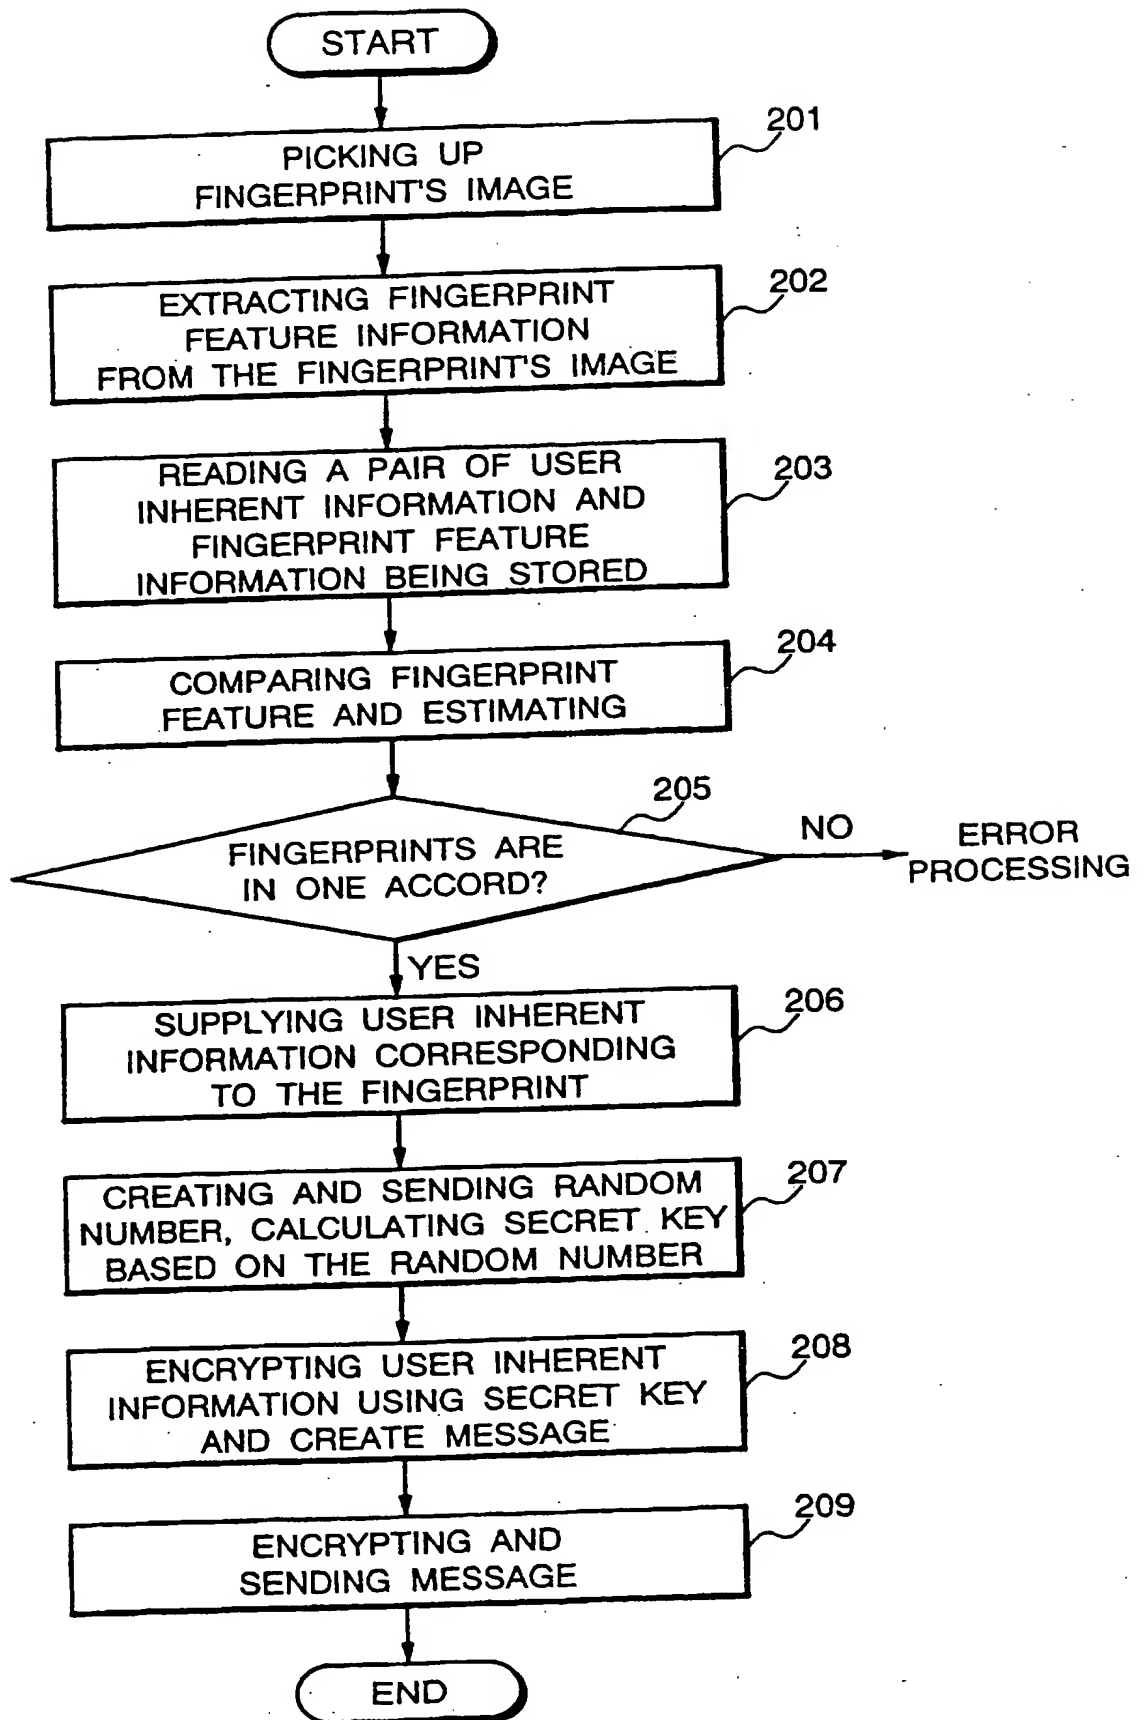 START
201
PICKING UP
FINGERPRINT'S IMAGE
202
EXTRACTING FINGERPRINT
FEATURE INFORMATION
FROM THE FINGERPRINT'S IMAGE
203
READING A PAIR OF USER
INHERENT INFORMATION AND
FINGERPRINT FEATURE
INFORMATION BEING STORED
204
COMPARING FINGERPRINT
FEATURE AND ESTIMATING
205
FINGERPRINTS ARE
IN ONE ACCORD?
NO
ERROR
PROCESSING
YES
206
SUPPLYING USER INHERENT
INFORMATION CORRESPONDING
TO THE FINGERPRINT
207
CREATING AND SENDING RANDOM
NUMBER, CALCULATING SECRET KEY
BASED ON THE RANDOM NUMBER
208
ENCRYPTING USER INHERENT
INFORMATION USING SECRET KEY
AND CREATE MESSAGE
209
ENCRYPTING AND
SENDING MESSAGE
END